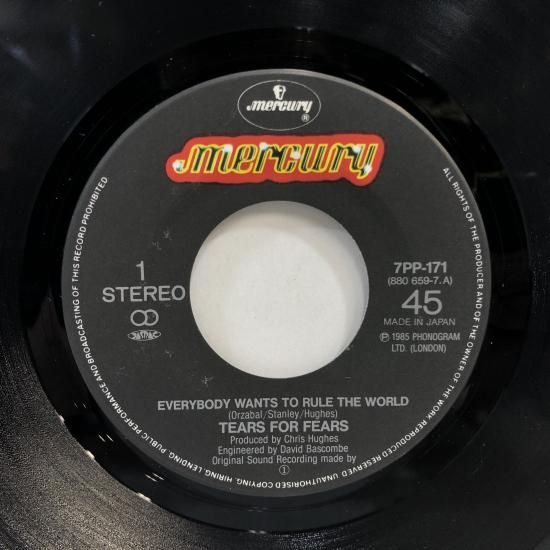 mercury
®
mercury
1
STEREO
JASRAC
7PP-171
(880 659-7.A)
45
MADE IN JAPAN
Ⓟ 1985 PHONOGRAM
LTD. (LONDON)
EVERYBODY WANTS TO RULE THE WORLD
(Orzabal/Stanley/Hughes)
TEARS FOR FEARS
Produced by Chris Hughes
Engineered by David Bascombe
Original Sound Recording made by
①
ALL RIGHTS OF THE PRODUCER AND OF THE OWNER OF THE WORK REPRODUCED RESERVED. UNAUTHORISED COPYING, HIRING, LENDING, PUBLIC PERFORMANCE AND BROADCASTING OF THIS RECORD PROHIBITED